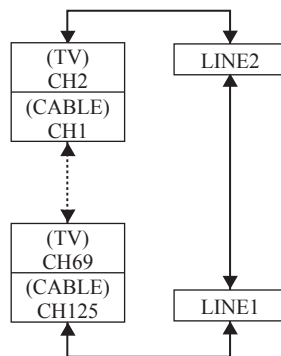 (TV)
CH2
(CABLE)
CH1
LINE2
(TV)
CH69
(CABLE)
CH125
LINE1